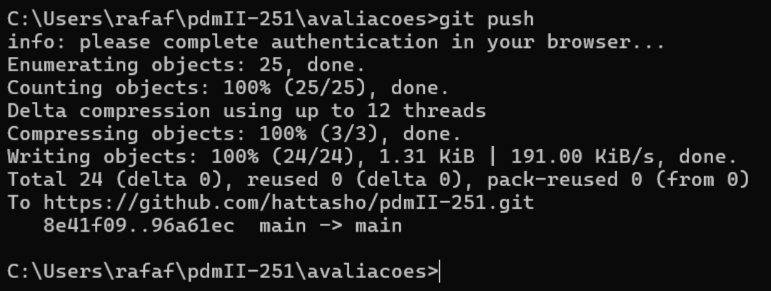 C:\Users\rafaf\pdmII-251\avaliacoes>git push
info: please complete authentication in your browser...
Enumerating objects: 25, done.
Counting objects: 100% (25/25), done.
Delta compression using up to 12 threads
Compressing objects: 100% (3/3), done.
Writing objects: 100% (24/24), 1.31 KiB | 191.00 KiB/s, done.
Total 24 (delta 0), reused 0 (delta 0), pack-reused 0 (from 0)
To https://github.com/hattasho/pdmII-251.git
   8e41f09..96a61ec  main -> main
C:\Users\rafaf\pdmII-251\avaliacoes>